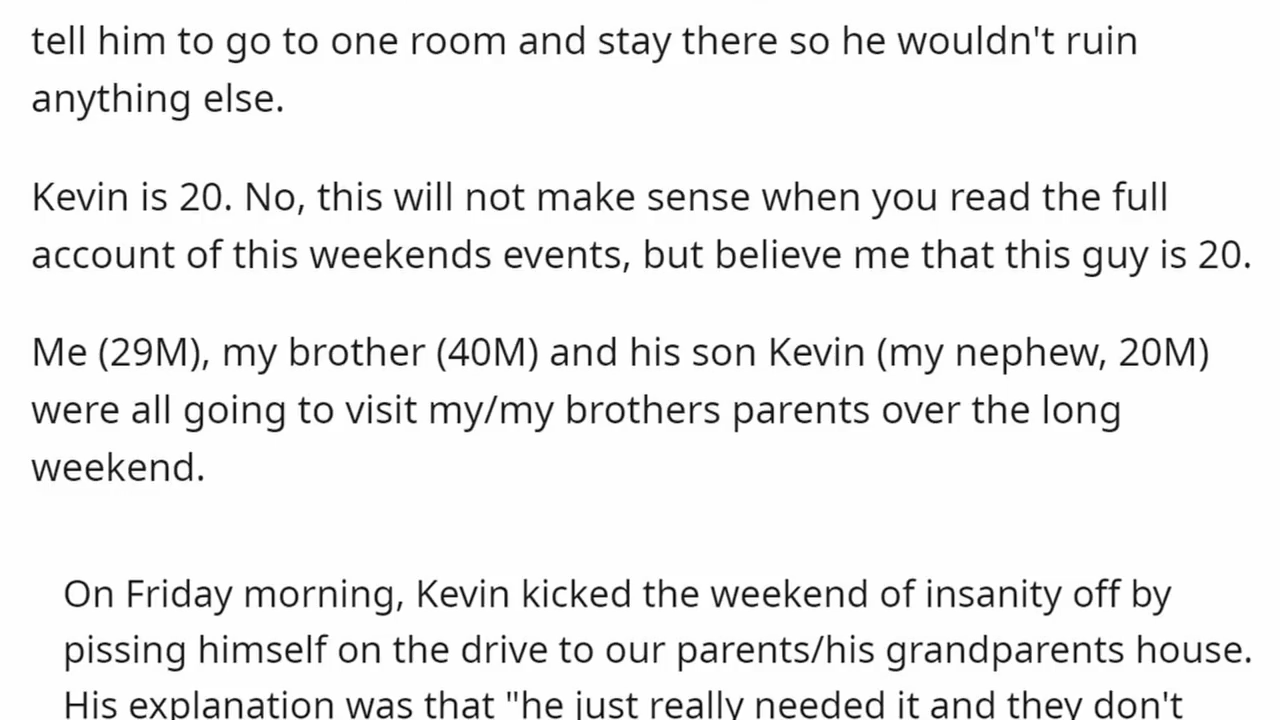 tell him to go to one room and stay there so he wouldn't ruin
anything else.
Kevin is 20. No, this will not make sense when you read the full
account of this weekends events, but believe me that this guy is 20.
Me (29M), my brother (40M) and his son Kevin (my nephew, 20M)
were all going to visit my/my brothers parents over the long
weekend.
On Friday morning, Kevin kicked the weekend of insanity off by
pissing himself on the drive to our parents/his grandparents house.
His explanation was that "he just really needed it and they don't